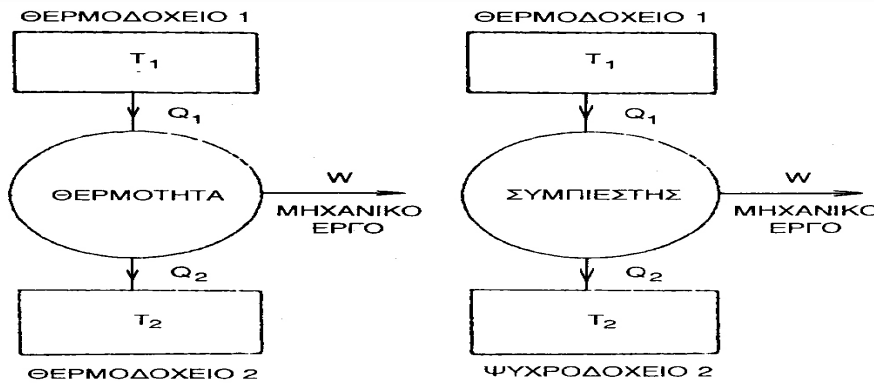 ΘΕΡΜΟΔΟΧΕΙΟ 1
T1
Q1
ΘΕΡΜΟΤΗΤΑ
W
ΜΗΧΑΝΙΚΟ
ΕΡΓΟ
Q2
T2
ΘΕΡΜΟΔΟΧΕΙΟ 2
ΘΕΡΜΟΔΟΧΕΙΟ 1
T1
Q1
ΣΥΜΠΙΕΣΤΗΣ
W
ΜΗΧΑΝΙΚΟ
ΕΡΓΟ
Q2
T2
ΨΥΧΡΟΔΟΧΕΙΟ 2